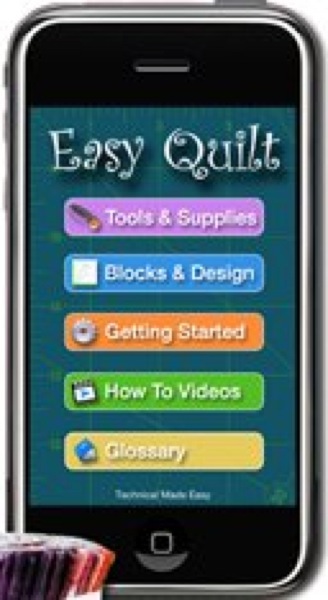 Easy Quilt
Tools & Supplies
Blocks & Design
Getting Started
How To Videos
Glossary
Technical Made Easy